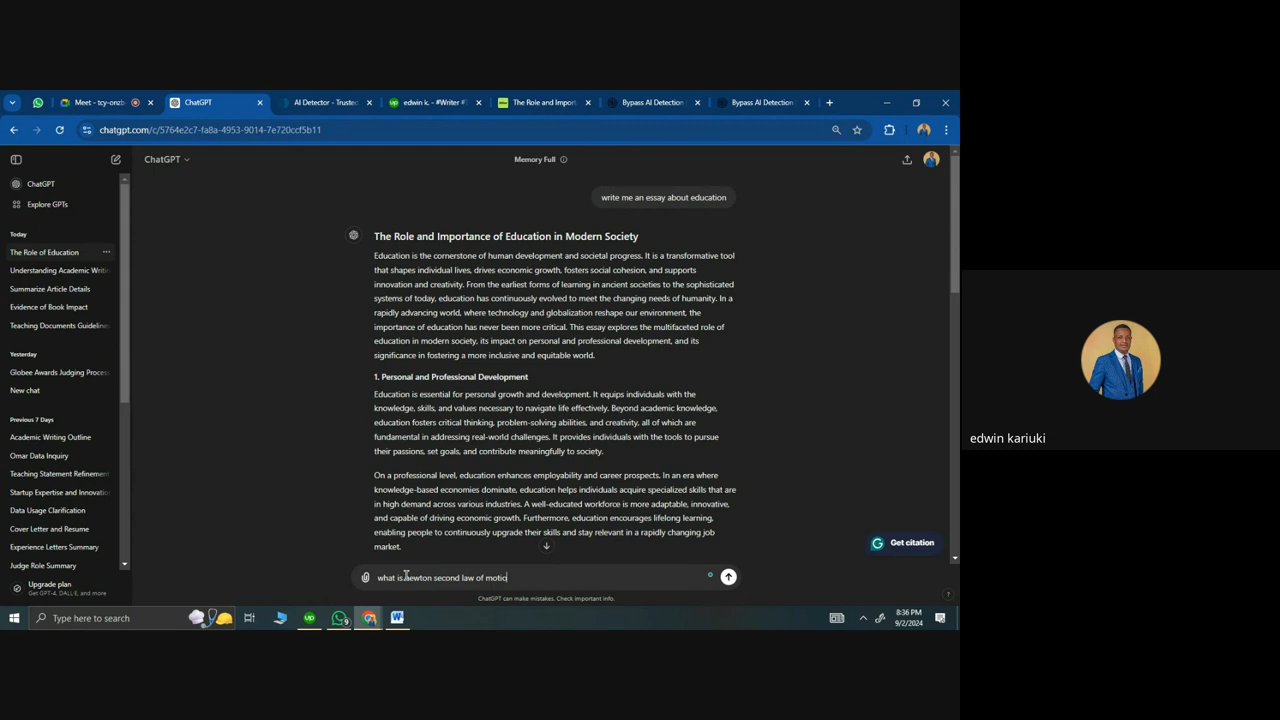 Meet - tcy-onzb
ChatGPT
AI Detector - Trusted
edwin k. - #Writer #
The Role and Import
Bypass AI Detection
Bypass AI Detection
chatgpt.com/c/5764e2c7-fa8a-4953-9014-7e720ccf5b11
ChatGPT
Memory Full
ChatGPT
Explore GPTs
Today
The Role of Education
Understanding Academic Writi
Summarize Article Details
Evidence of Book Impact
Teaching Documents Guidelines
Yesterday
Globee Awards Judging Proces
New chat
Previous 7 Days
Academic Writing Outline
Omar Data Inquiry
Teaching Statement Refinement
Startup Expertise and Innovatio
Data Usage Clarification
Cover Letter and Resume
Experience Letters Summary
Judge Role Summary
Upgrade plan
Get GPT-4, DALL·E, and more
write me an essay about education
The Role and Importance of Education in Modern Society
Education is the cornerstone of human development and societal progress. It is a transformative tool
that shapes individual lives, drives economic growth, fosters social cohesion, and supports
innovation and creativity. From the earliest forms of learning in ancient societies to the sophisticated
systems of today, education has continuously evolved to meet the changing needs of humanity. In a
rapidly advancing world, where technology and globalization reshape our environment, the
importance of education has never been more critical. This essay explores the multifaceted role of
education in modern society, its impact on personal and professional development, and its
significance in fostering a more inclusive and equitable world.
1. Personal and Professional Development
Education is essential for personal growth and development. It equips individuals with the
knowledge, skills, and values necessary to navigate life effectively. Beyond academic knowledge,
education fosters critical thinking, problem-solving abilities, and creativity, all of which are
fundamental in addressing real-world challenges. It provides individuals with the tools to pursue
their passions, set goals, and contribute meaningfully to society.
On a professional level, education enhances employability and career prospects. In an era where
knowledge-based economies dominate, education helps individuals acquire specialized skills that are
in high demand across various industries. A well-educated workforce is more adaptable, innovative,
and capable of driving economic growth. Furthermore, education encourages lifelong learning,
enabling people to continuously upgrade their skills and stay relevant in a rapidly changing job
market.
Get citation
what is newton second law of motio
ChatGPT can make mistakes. Check important info.
?
Type here to search
up
9
8:36 PM
9/2/2024
edwin kariuki